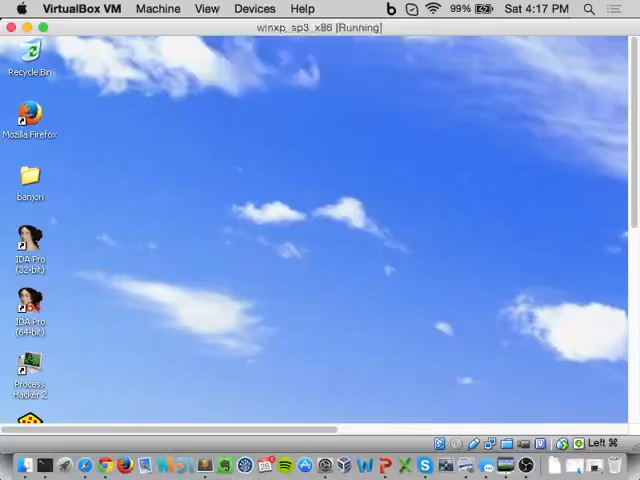 VirtualBox VM Machine View Devices Help 99% Sat 4:17 PM
winxp_sp3_x86 [Running]
Recycle Bin
Mozilla Firefox
banjori
IDA Pro
(32-bit)
IDA Pro
(64-bit)
Process
Hacker 2
Left ⌘